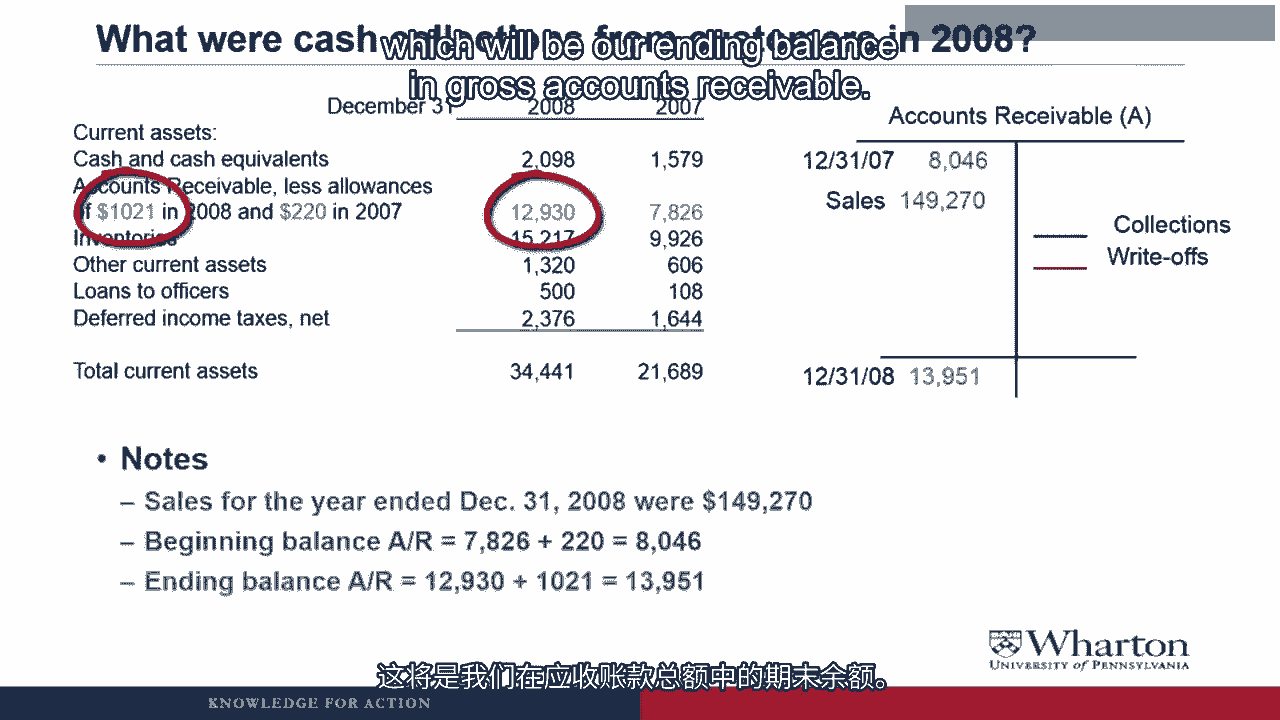 What were cash collections from customers in 2008?
which will be our ending balance
in gross accounts receivable.
December 31 2008 2007
Current assets:
Cash and cash equivalents 2,098 1,579
Accounts Receivable, less allowances
of $1021 in 2008 and $220 in 2007 12,930 7,826
Inventories 15,217 9,926
Other current assets 1,320 606
Loans to officers 500 108
Deferred income taxes, net 2,376 1,644
Total current assets 34,441 21,689
Accounts Receivable (A)
12/31/07 8,046
Sales 149,270
Collections
Write-offs
12/31/08 13,951
• Notes
– Sales for the year ended Dec. 31, 2008 were $149,270
– Beginning balance A/R = 7,826 + 220 = 8,046
– Ending balance A/R = 12,930 + 1021 = 13,951
Wharton
UNIVERSITY of PENNSYLVANIA
这将是我们在应收账款总额中的期末余额。
KNOWLEDGE FOR ACTION